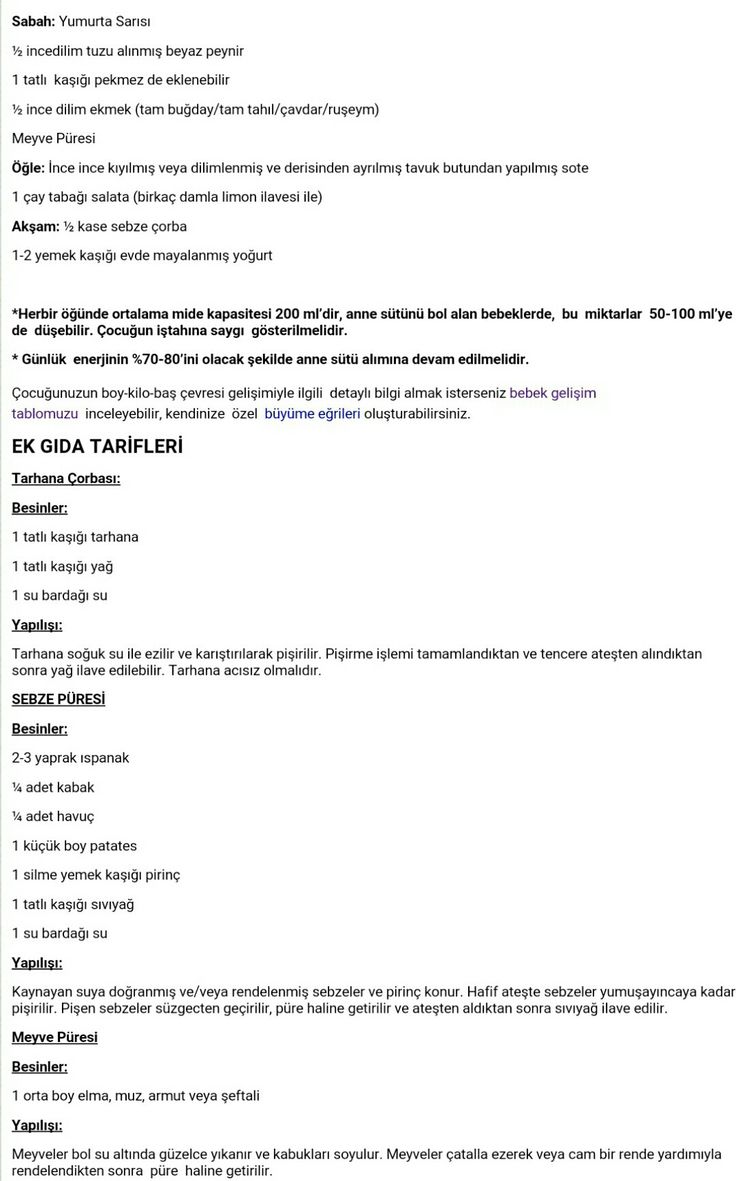 Sabah: Yumurta Sarısı
½ incedilim tuzu alınmış beyaz peynir
1 tatlı kaşığı pekmez de eklenebilir
½ ince dilim ekmek (tam buğday/tam tahıl/çavdar/ruşeym)
Meyve Püresi
Öğle: İnce ince kıyılmış veya dilimlenmiş ve derisinden ayrılmış tavuk butundan yapılmış sote
1 çay tabağı salata (birkaç damla limon ilavesi ile)
Akşam: ½ kase sebze çorba
1-2 yemek kaşığı evde mayalanmış yoğurt
*Herbir öğünde ortalama mide kapasitesi 200 ml’dir, anne sütünü bol alan bebeklerde, bu miktarlar 50-100 ml’ye
de düşebilir. Çocuğun iştahına saygı gösterilmelidir.
* Günlük enerjinin %70-80’ini olacak şekilde anne sütü alımına devam edilmelidir.
Çocuğunuzun boy-kilo-baş çevresi gelişimiyle ilgili detaylı bilgi almak isterseniz bebek gelişim
tablomuzu inceleyebilir, kendinize özel büyüme eğrileri oluşturabilirsiniz.
EK GIDA TARİFLERİ
Tarhana Çorbası:
Besinler:
1 tatlı kaşığı tarhana
1 tatlı kaşığı yağ
1 su bardağı su
Yapılışı:
Tarhana soğuk su ile ezilir ve karıştırılarak pişirilir. Pişirme işlemi tamamlandıktan ve tencere ateşten alındıktan
sonra yağ ilave edilebilir. Tarhana acısız olmalıdır.
SEBZE PÜRESİ
Besinler:
2-3 yaprak ıspanak
¼ adet kabak
¼ adet havuç
1 küçük boy patates
1 silme yemek kaşığı pirinç
1 tatlı kaşığı sıvıyağ
1 su bardağı su
Yapılışı:
Kaynayan suya doğranmış ve/veya rendelenmiş sebzeler ve pirinç konur. Hafif ateşte sebzeler yumuşayıncaya kadar
pişirilir. Pişen sebzeler süzgecten geçirilir, püre haline getirilir ve ateşten aldıktan sonra sıvıyağ ilave edilir.
Meyve Püresi
Besinler:
1 orta boy elma, muz, armut veya şeftali
Yapılışı:
Meyveler bol su altında güzelce yıkanır ve kabukları soyulur. Meyveler çatalla ezerek veya cam bir rende yardımıyla
rendelendikten sonra püre haline getirilir.